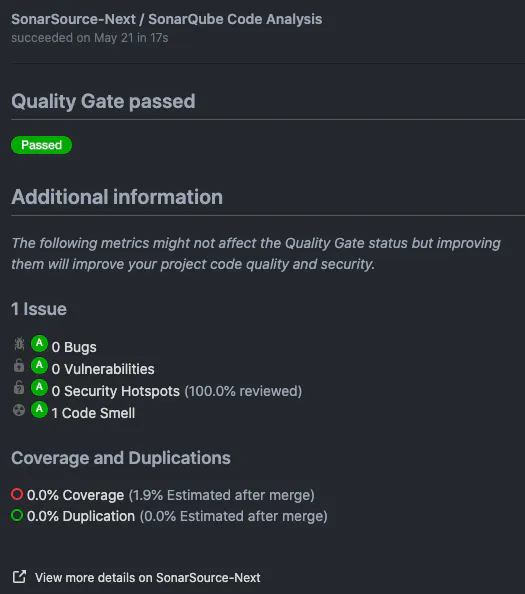 SonarSource-Next / SonarQube Code Analysis
succeeded on May 21 in 17s
Quality Gate passed
Passed
Additional information
The following metrics might not affect the Quality Gate status but improving
them will improve your project code quality and security.
1 Issue
A 0 Bugs
A 0 Vulnerabilities
A 0 Security Hotspots (100.0% reviewed)
A 1 Code Smell
Coverage and Duplications
0.0% Coverage (1.9% Estimated after merge)
0.0% Duplication (0.0% Estimated after merge)
View more details on SonarSource-Next